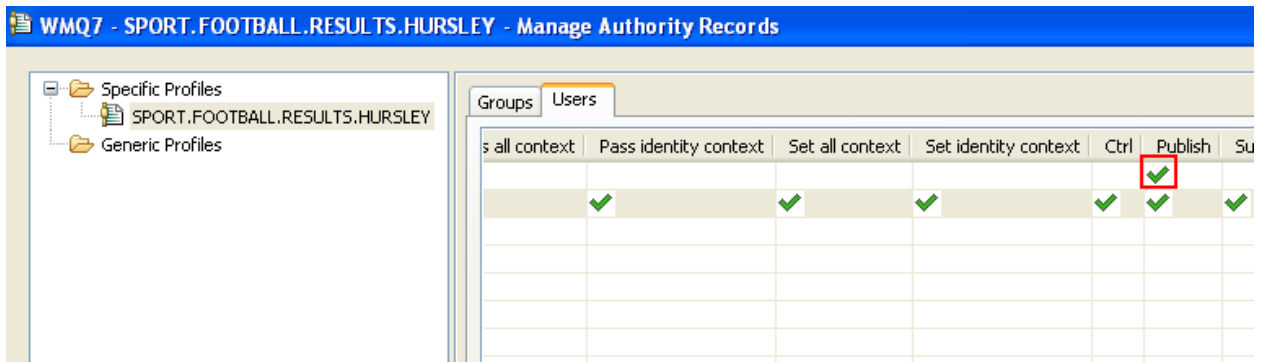 WMQ7 - SPORT.FOOTBALL.RESULTS.HURSLEY - Manage Authority Records
Specific Profiles
SPORT.FOOTBALL.RESULTS.HURSLEY
Generic Profiles
Groups Users
s all context Pass identity context Set all context Set identity context Ctrl Publish Su